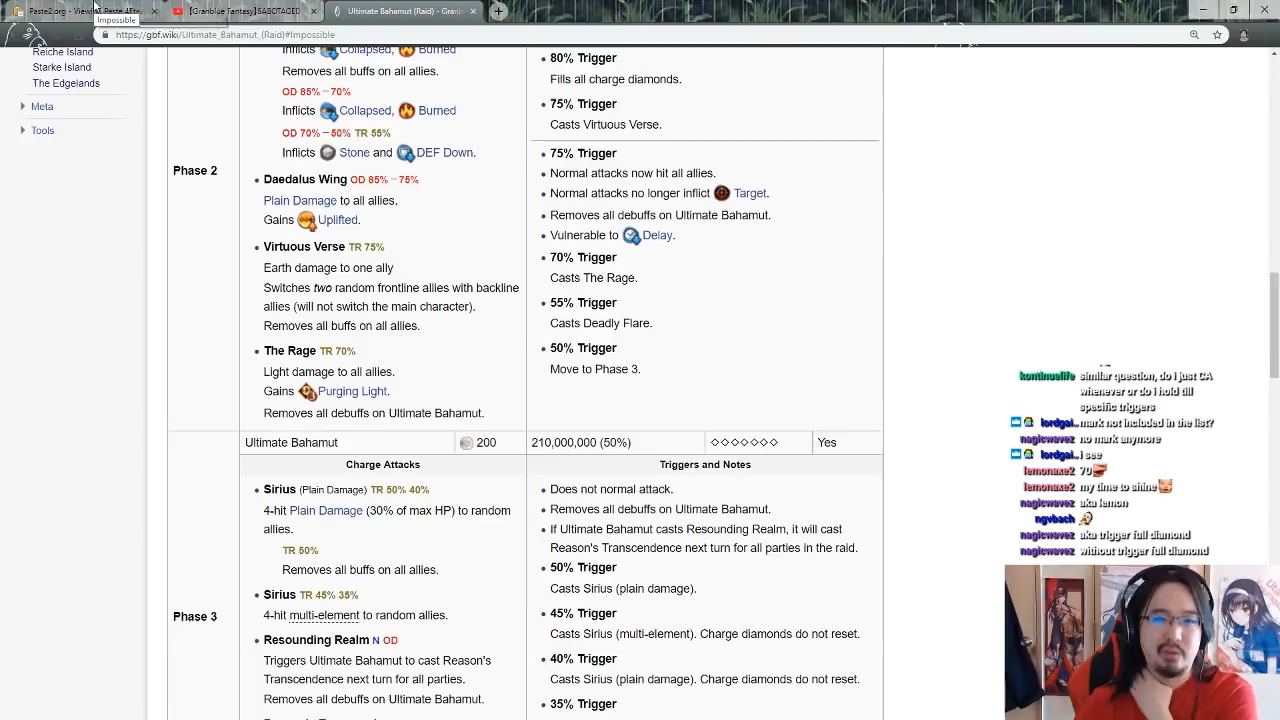 Paste2.org - Viewing Paste 4Fte
【Granblue Fantasy】SABOTAGED
Ultimate Bahamut (Raid) - Granb
Impossible
https://gbf.wiki/Ultimate_Bahamut_(Raid)#Impossible
Reiche Island
Starke Island
The Edgelands
Meta
Tools
Phase 2
Inflicts Collapsed, Burned
Removes all buffs on all allies.
OD 85% – 70%
Inflicts Collapsed, Burned
OD 70% – 50% TR 55%
Inflicts Stone and DEF Down.
Daedalus Wing OD 85% – 75%
Plain Damage to all allies.
Gains Uplifted.
Virtuous Verse TR 75%
Earth damage to one ally
Switches two random frontline allies with backline
allies (will not switch the main character).
Removes all buffs on all allies.
The Rage TR 70%
Light damage to all allies.
Gains Purging Light.
Removes all debuffs on Ultimate Bahamut.
80% Trigger
Fills all charge diamonds.
75% Trigger
Casts Virtuous Verse.
75% Trigger
Normal attacks now hit all allies.
Normal attacks no longer inflict Target.
Removes all debuffs on Ultimate Bahamut.
Vulnerable to Delay.
70% Trigger
Casts The Rage.
55% Trigger
Casts Deadly Flare.
50% Trigger
Move to Phase 3.
Ultimate Bahamut 200 210,000,000 (50%) ◇◇◇◇◇◇◇ Yes
Charge Attacks Triggers and Notes
Phase 3
Sirius (Plain Damage) TR 50% 40%
4-hit Plain Damage (max HP) to random
allies.
TR 50%
Removes all buffs on all allies.
Sirius TR 45% 35%
4-hit multi-element to random allies.
Resounding Realm N OD
Triggers Ultimate Bahamut to cast Reason's
Transcendence next turn for all parties.
Removes all debuffs on Ultimate Bahamut.
Does not normal attack.
Removes all debuffs on Ultimate Bahamut.
If Ultimate Bahamut casts Resounding Realm, it will cast
Reason's Transcendence next turn for all parties in the raid.
50% Trigger
Casts Sirius (plain damage).
45% Trigger
Casts Sirius (multi-element). Charge diamonds do not reset.
40% Trigger
Casts Sirius (plain damage). Charge diamonds do not reset.
35% Trigger
kontinuelife similar question, do i just CA
whenever or do i hold till
specific triggers
lordgai... mark not included in the list?
nagicwavez no mark anymore
lordgai... i see
lemonaxe2 70
lemonaxe2 my time to shine
nagicwavez aka lemon
ngvbach
nagicwavez aka trigger full diamond
nagicwavez without trigger full diamond